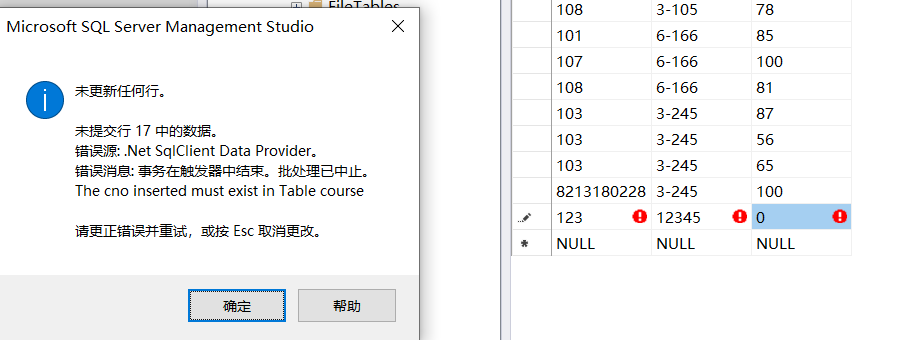 FileTables
Microsoft SQL Server Management Studio
未更新任何行。
未提交行 17 中的数据。
错误源: .Net SqlClient Data Provider。
错误消息: 事务在触发器中结束。批处理已中止。
The cno inserted must exist in Table course
请更正错误并重试，或按 Esc 取消更改。
确定 帮助
108 3-105 78
101 6-166 85
107 6-166 100
108 6-166 81
103 3-245 87
103 3-245 56
103 3-245 65
8213180228 3-245 100
123 12345 0
NULL NULL NULL